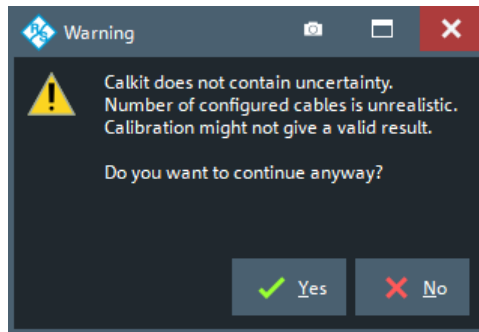 R&S Warning
Calkit does not contain uncertainty.
Number of configured cables is unrealistic.
Calibration might not give a valid result.
Do you want to continue anyway?
Yes No